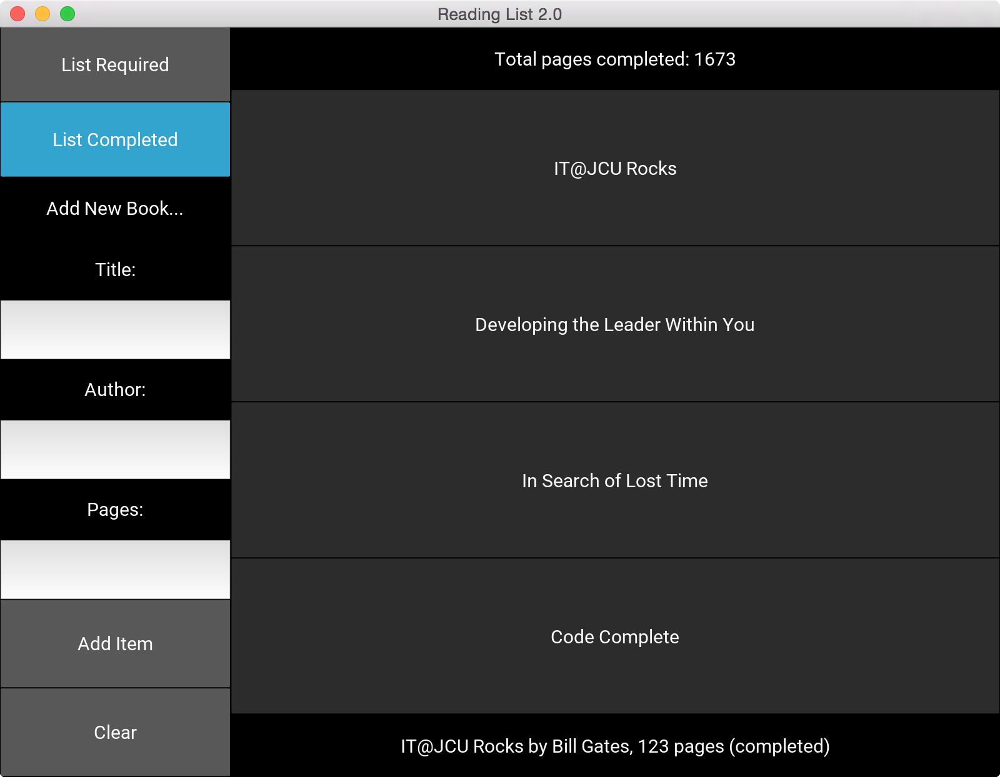 Reading List 2.0
List Required
List Completed
Add New Book...
Title:
Author:
Pages:
Add Item
Clear
Total pages completed: 1673
IT@JCU Rocks
Developing the Leader Within You
In Search of Lost Time
Code Complete
IT@JCU Rocks by Bill Gates, 123 pages (completed)